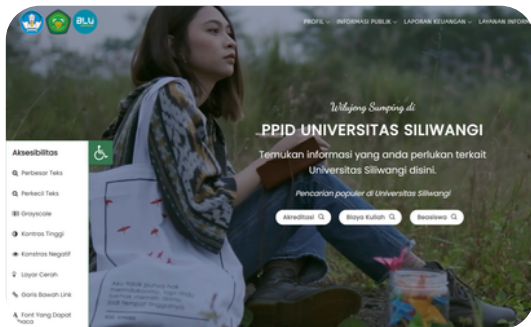 BLU
PROFIL
INFORMASI PUBLIK
LAPORAN KEUANGAN
LAYANAN INFORM
Wilujeng Sumping di
PPID UNIVERSITAS SILIWANGI
Temukan informasi yang anda perlukan terkait
Universitas Siliwangi disini.
Pencarian populer di Universitas Siliwangi
Akreditasi
Biaya Kuliah
Beasiswa
Aksesibilitas
Perbesar Teks
Perkecil Teks
Grayscale
Kontras Tinggi
Konstras Negatif
Layar Cerah
Garis Bawah Link
Font Yang Dapat